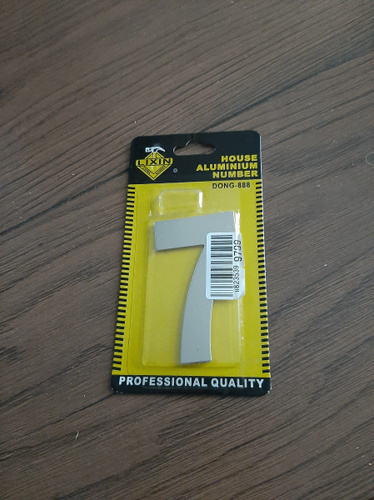 LIXIN
®
HOUSE
ALUMINIUM
NUMBER
DONG-888
7
PROFESSIONAL QUALITY